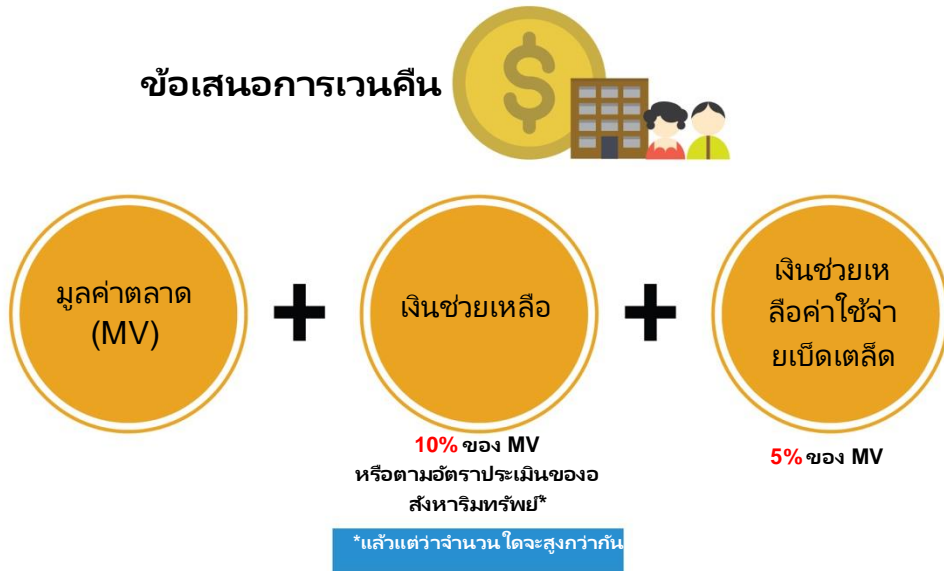 ข้อเสนอการเวนคืน
มูลค่าตลาด
(MV)
+
เงินช่วยเหลือ
+
เงินช่วยเห
ลือค่าใช้จ่า
ยเบ็ดเตล็ด
10% ของ MV
หรือตามอัตราประเมินของอ
สังหาริมทรัพย์*
5% ของ MV
*แล้วแต่ว่าจำนวน ใดจะสูงกว่ากัน